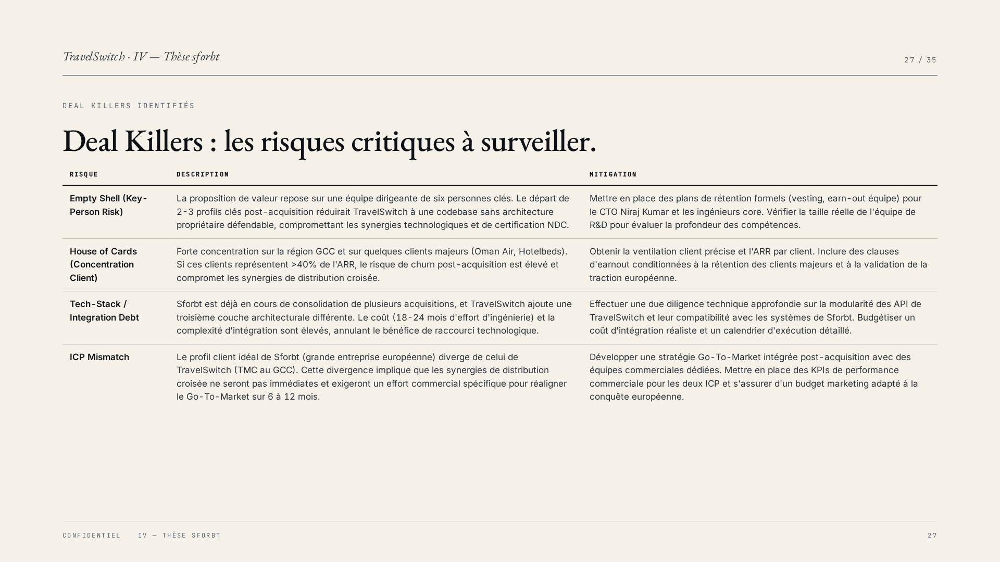 TravelSwitch · IV — Thèse sforbt
27 / 35
DEAL KILLERS IDENTIFIÉS
Deal Killers : les risques critiques à surveiller.
RISQUE
DESCRIPTION
MITIGATION
Empty Shell (Key-
Person Risk)
La proposition de valeur repose sur une équipe dirigeante de six personnes clés. Le départ de
2-3 profils clés post-acquisition réduirait TravelSwitch à une codebase sans architecture
propriétaire défendable, compromettant les synergies technologiques et de certification NDC.
Mettre en place des plans de rétention formels (vesting, earn-out équipe) pour
le CTO Niraj Kumar et les ingénieurs core. Vérifier la taille réelle de l'équipe de
R&D pour évaluer la profondeur des compétences.
House of Cards
(Concentration
Client)
Forte concentration sur la région GCC et sur quelques clients majeurs (Oman Air, Hotelbeds).
Si ces clients représentent >40% de l'ARR, le risque de churn post-acquisition est élevé et
compromet les synergies de distribution croisée.
Obtenir la ventilation client précise et l'ARR par client. Inclure des clauses
d'earnout conditionnées à la rétention des clients majeurs et à la validation de la
traction européenne.
Tech-Stack /
Integration Debt
Sforbt est déjà en cours de consolidation de plusieurs acquisitions, et TravelSwitch ajoute une
troisième couche architecturale différente. Le coût (18-24 mois d'effort d'ingénierie) et la
complexité d'intégration sont élevés, annulant le bénéfice de raccourci technologique.
Effectuer une due diligence technique approfondie sur la modularité des API de
TravelSwitch et leur compatibilité avec les systèmes de Sforbt. Budgétiser un
coût d'intégration réaliste et un calendrier d'exécution détaillé.
ICP Mismatch
Le profil client idéal de Sforbt (grande entreprise européenne) diverge de celui de
TravelSwitch (TMC au GCC). Cette divergence implique que les synergies de distribution
croisée ne seront pas immédiates et exigeront un effort commercial spécifique pour réaligner
le Go-To-Market sur 6 à 12 mois.
Développer une stratégie Go-To-Market intégrée post-acquisition avec des
équipes commerciales dédiées. Mettre en place des KPIs de performance
commerciale pour les deux ICP et s'assurer d'un budget marketing adapté à la
conquête européenne.
CONFIDENTIEL IV — THÈSE SFORBT
27